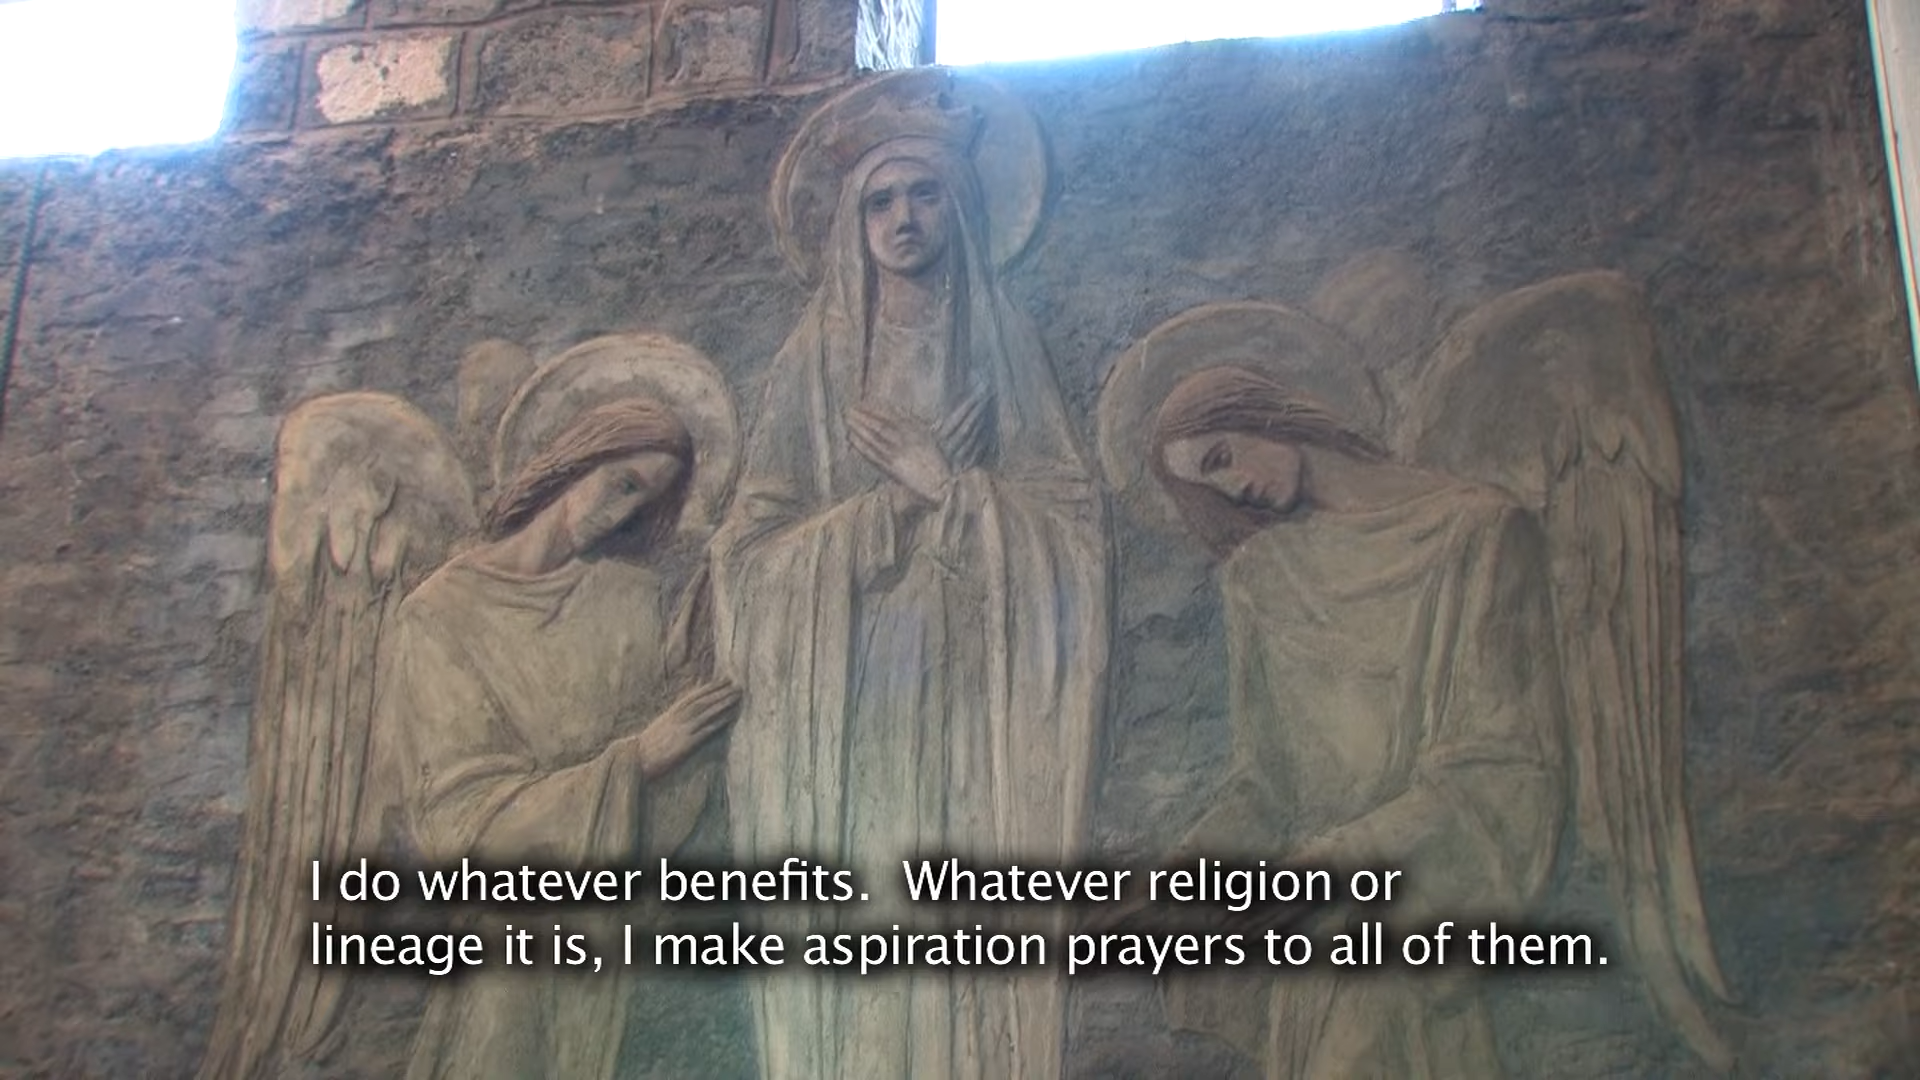 I do whatever benefits.  Whatever religion or
lineage it is, I make aspiration prayers to all of them.